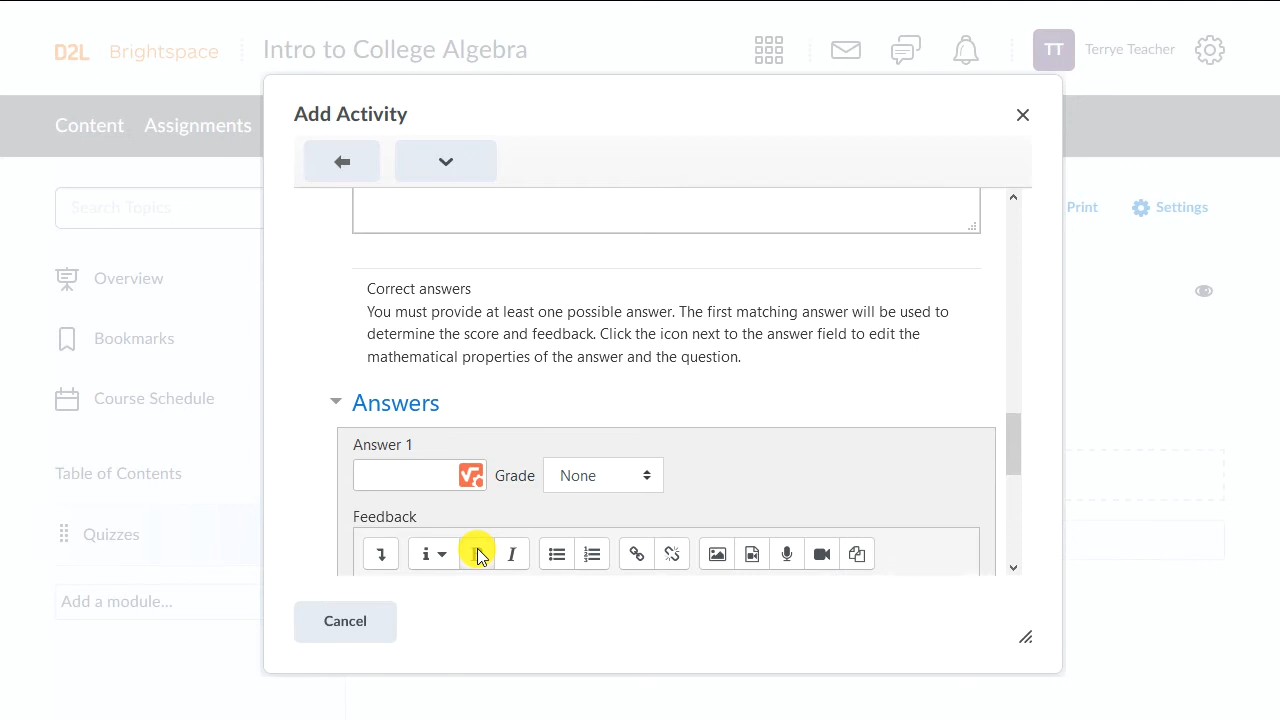 D2L Brightspace Intro to College Algebra TT Terrye Teacher
Content Assignments
Add Activity
Search Topics
Print Settings
Overview
Bookmarks
Course Schedule
Table of Contents
Quizzes
Add a module...
Correct answers
You must provide at least one possible answer. The first matching answer will be used to
determine the score and feedback. Click the icon next to the answer field to edit the
mathematical properties of the answer and the question.
Answers
Answer 1
Grade None
Feedback
Cancel